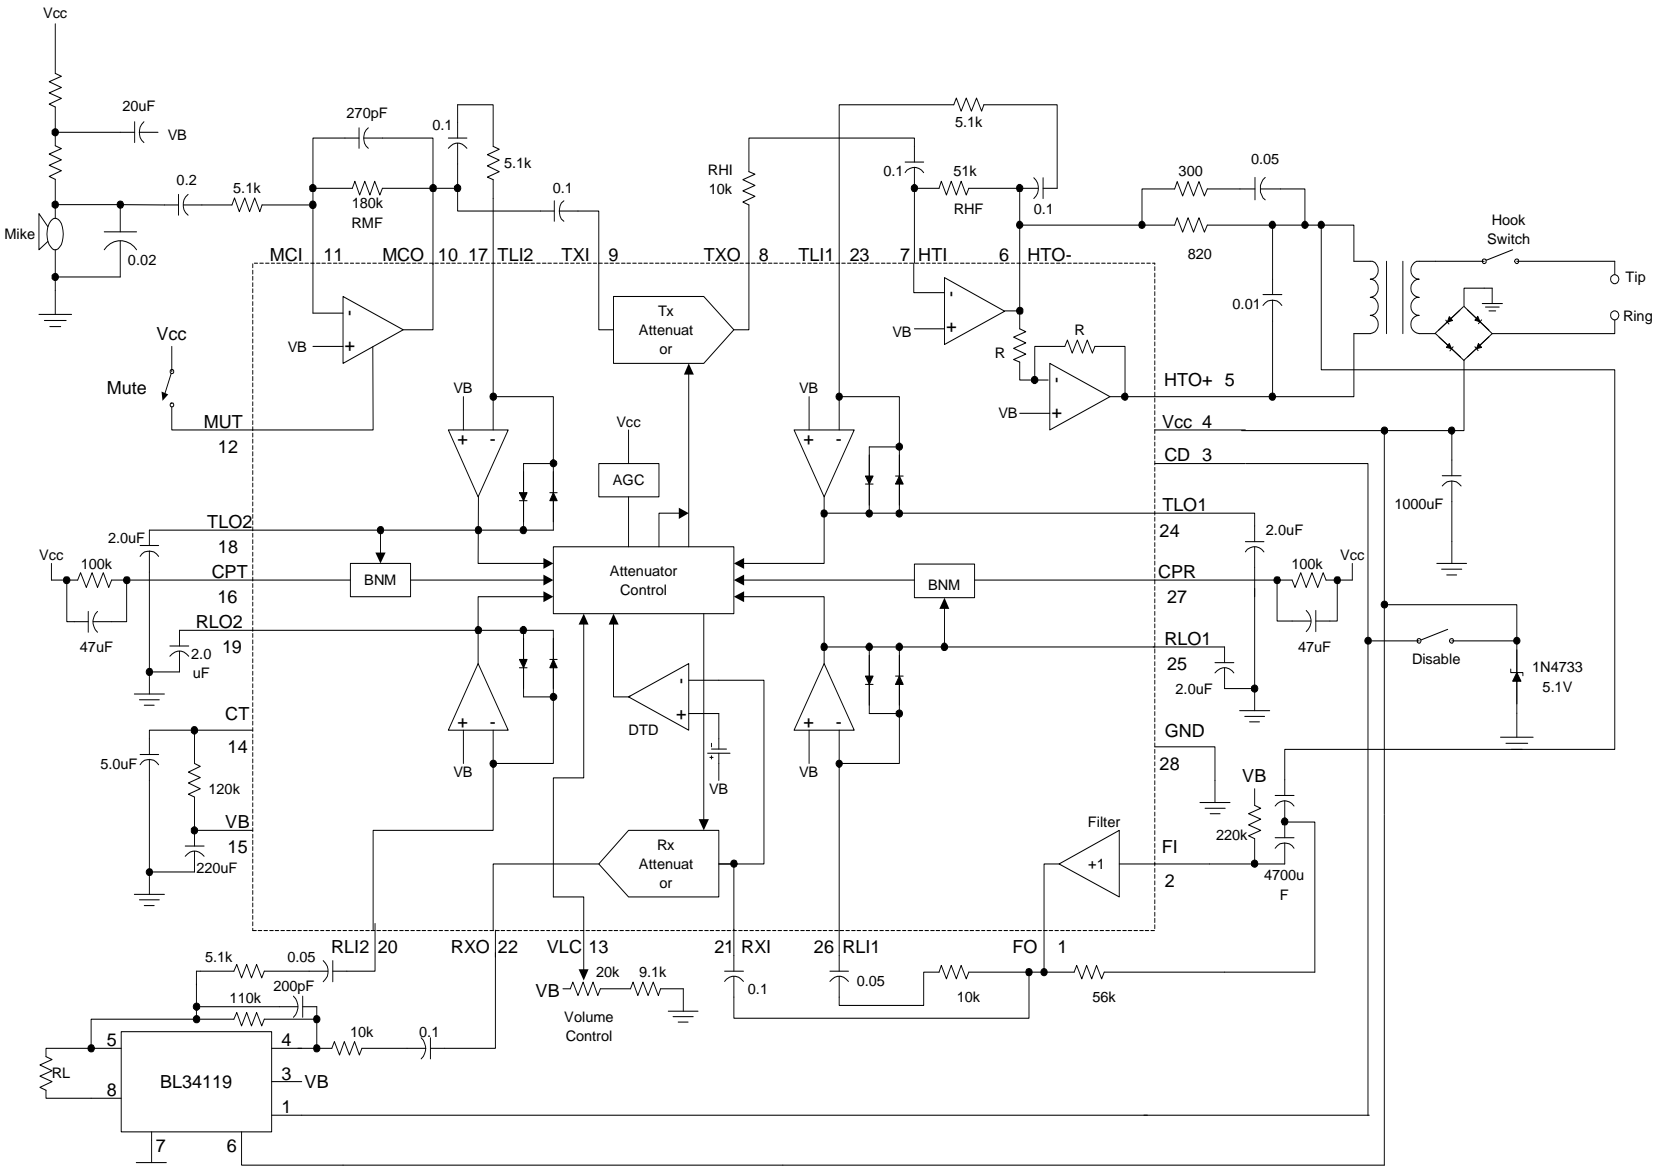 Vcc
20uF
VB
270pF
0.1
5.1k
0.2
5.1k
180k
RMF
0.1
Mike
0.02
RHI
10k
5.1k
0.1
51k
RHF
0.1
300
0.05
820
0.01
Hook
Switch
Tip
Ring
MCI 11
MCO 10
17 TLI2
TXI 9
TXO 8
TLI1 23
7 HTI
6 HTO-
Tx
Attenuat
or
-
+
VB
-
+
VB
R
R
-
+
VB
Vcc
Mute
MUT
12
HTO+ 5
Vcc 4
CD 3
VB
+ -
Vcc
AGC
VB
+ -
1000uF
TLO2
18
2.0uF
TLO1
24
2.0uF
Vcc
100k
CPT
16
47uF
BNM
Attenuator
Control
BNM
CPR
27
100k
Vcc
47uF
RLO2
19
2.0
uF
RLO1
25
2.0uF
Disable
1N4733
5.1V
+ -
VB
DTD
-
+
-
+
VB
+ -
VB
CT
14
5.0uF
120k
VB
15
220uF
GND
28
VB
220k
FI
2
4700u
F
Filter
+1
Rx
Attenuat
or
RLI2 20
RXO 22
VLC 13
21 RXI
26 RLI1
FO 1
5.1k
0.05
200pF
110k
VB
20k
9.1k
Volume
Control
0.1
0.05
10k
56k
10k
0.1
RL
5
8
BL34119
4
3
VB
1
7
6